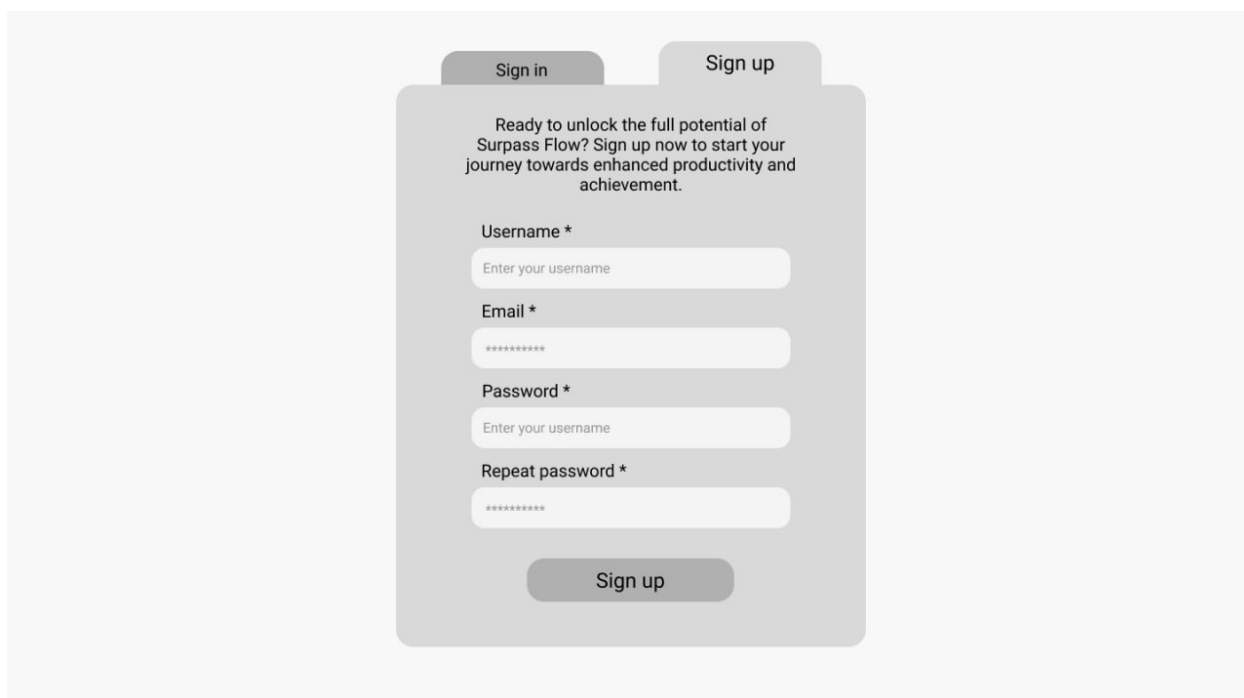 Sign in
Sign up
Ready to unlock the full potential of
Surpass Flow? Sign up now to start your
journey towards enhanced productivity and
achievement.
Username *
Enter your username
Email *
**********
Password *
Enter your username
Repeat password *
**********
Sign up